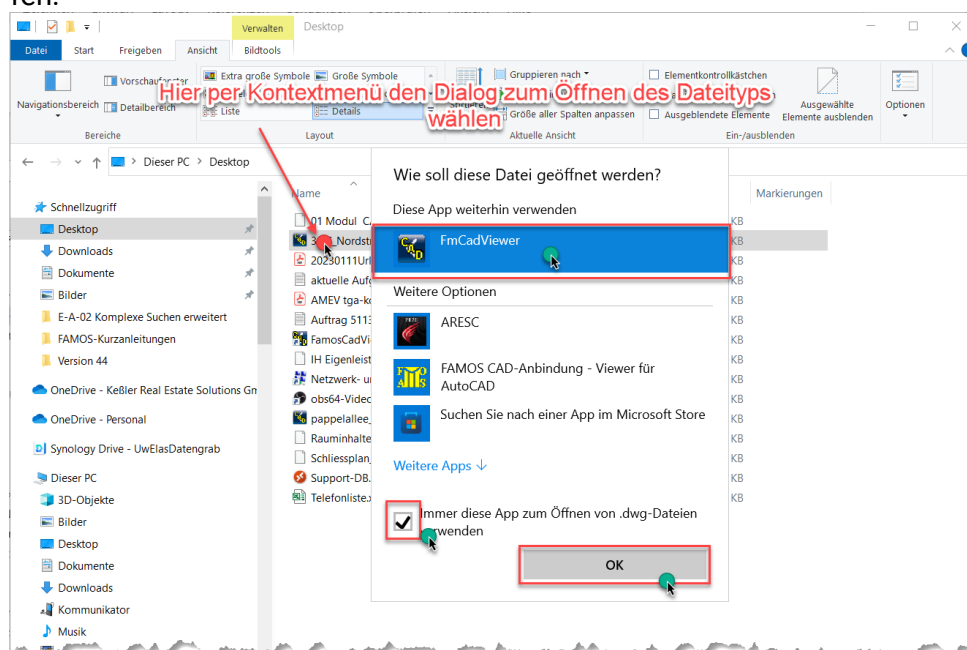 ren.
Verwalten Desktop
Datei Start Freigeben Ansicht Bildtools
Extra große Symbole Große Symbole Gruppieren nach Elementkontrollkästchen
Hier per Kontextmenü den Dialog zum Öffnen des Dateityps
wählen
Navigationsbereich Detailbereich Liste Details Größe aller Spalten anpassen Ausgeblendete Elemente Ausgewählte Elemente ausblenden Optionen
Bereiche Layout Aktuelle Ansicht Ein-/ausblenden
Dieser PC Desktop
Name Markierungen
Schnellzugriff
Desktop
Downloads
Dokumente
Bilder
E-A-02 Komplexe Suchen erweitert
FAMOS-Kurzanleitungen
Version 44
OneDrive - Keßler Real Estate Solutions Gm
OneDrive - Personal
Synology Drive - UwElasDatengrab
Dieser PC
3D-Objekte
Bilder
Desktop
Dokumente
Downloads
Kommunikator
Musik
01 Modul
KB
KB
20230111Url
KB
aktuelle Aufg
KB
AMEV tga-ko
KB
Auftrag 5113
KB
FamosCadVi
KB
IH Eigenleist
KB
Netzwerk- u
KB
obs64-Videc
KB
pappelallee_
KB
Rauminhalte
KB
Schliessplan_
KB
Support-DB.
KB
Telefonliste.x
KB
Wie soll diese Datei geöffnet werden?
Diese App weiterhin verwenden
FmCadViewer
Weitere Optionen
ARESC
FAMOS CAD-Anbindung - Viewer für
AutoCAD
Suchen Sie nach einer App im Microsoft Store
Weitere Apps
Immer diese App zum Öffnen von .dwg-Dateien
verwenden
OK